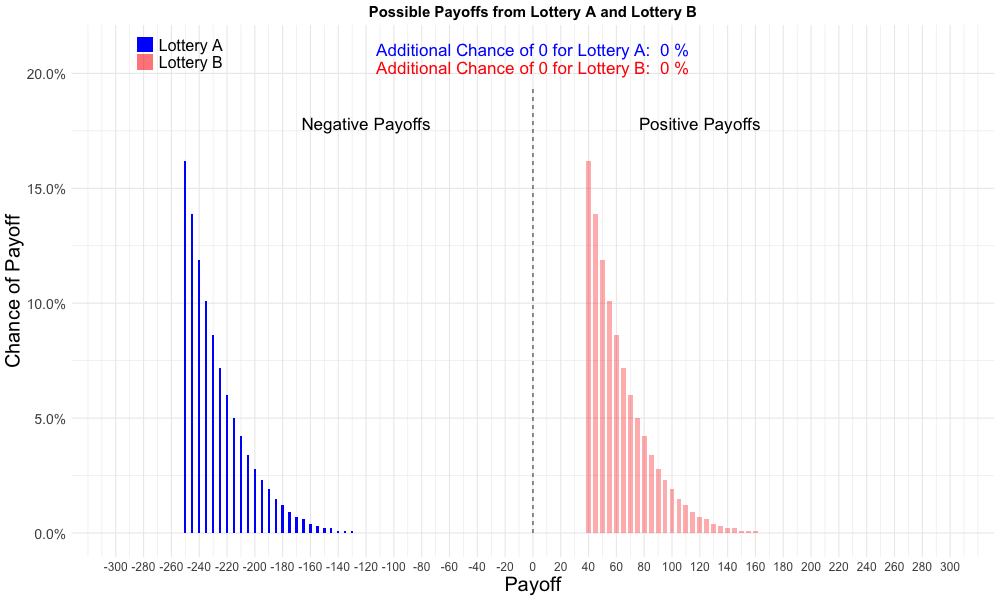 Possible Payoffs from Lottery A and Lottery B
Lottery A
Lottery B
Additional Chance of 0 for Lottery A:  0 %
Additional Chance of 0 for Lottery B:  0 %
Negative Payoffs
Positive Payoffs
Chance of Payoff
20.0%
15.0%
10.0%
5.0%
0.0%
-300 -280 -260 -240 -220 -200 -180 -160 -140 -120 -100 -80 -60 -40 -20 0 20 40 60 80 100 120 140 160 180 200 220 240 260 280 300
Payoff